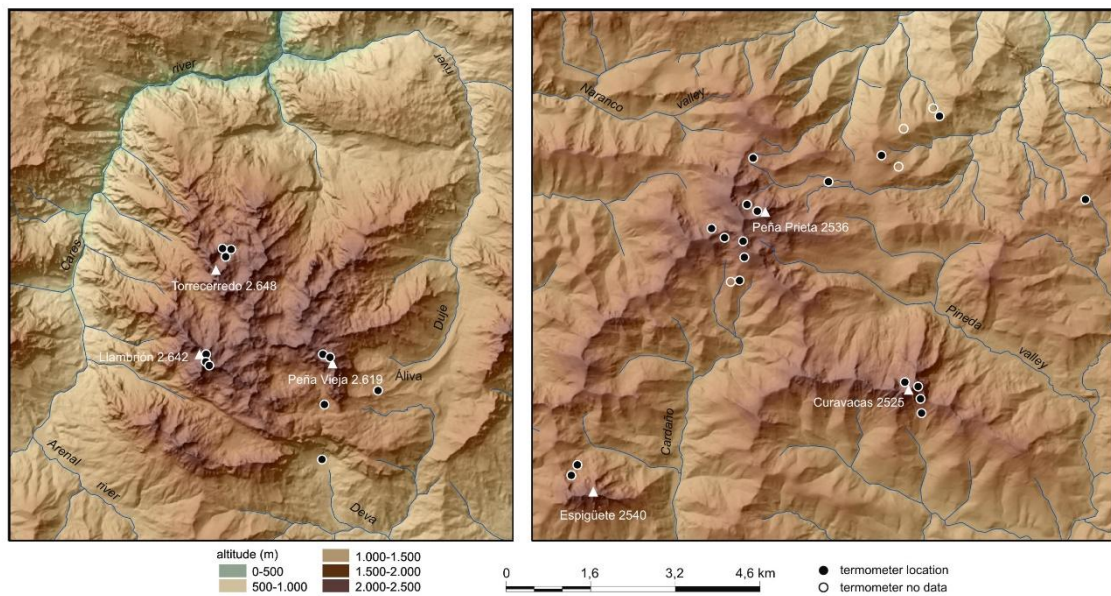 river
river
Cares
Torrecerredo 2.648
Llambrión 2.642
Peña Vieja 2.619
Duje
Áliva
Arenal
river
Deva
Naranco
valley
Peña Prieta 2536
Pineda
valley
Curavacas 2525
Cardaño
Espigüete 2540
altitude (m)
0-500
500-1.000
1.000-1.500
1.500-2.000
2.000-2.500
0 1,6 3,2 4,6 km
termometer location
termometer no data